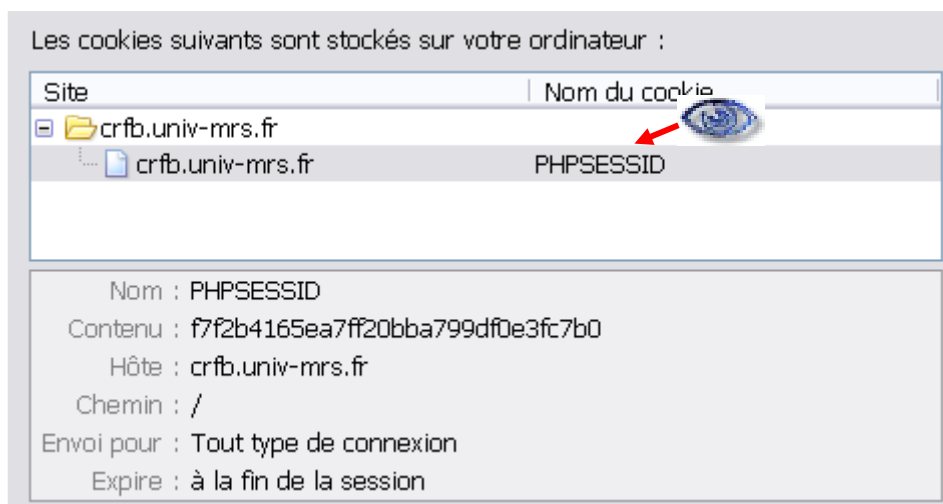 Les cookies suivants sont stockés sur votre ordinateur :
Site Nom du cookie
crfb.univ-mrs.fr
crfb.univ-mrs.fr PHPSESSID
Nom : PHPSESSID
Contenu : f7f2b4165ea7ff20bba799df0e3fc7b0
Hôte : crfb.univ-mrs.fr
Chemin : /
Envoi pour : Tout type de connexion
Expire : à la fin de la session